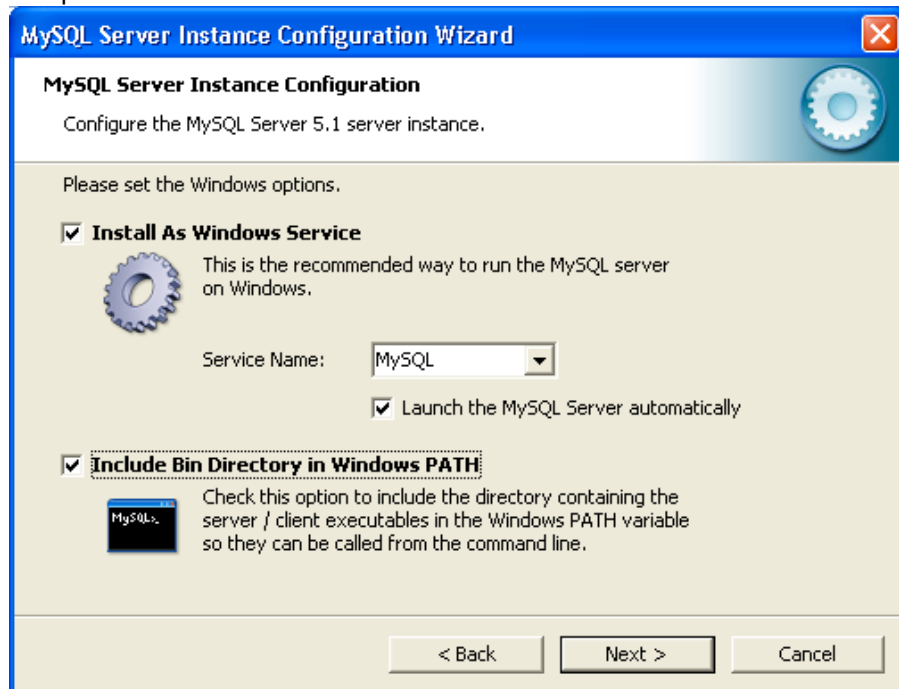 MySQL Server Instance Configuration Wizard
MySQL Server Instance Configuration
Configure the MySQL Server 5.1 server instance.
Please set the Windows options.
Install As Windows Service
This is the recommended way to run the MySQL server
on Windows.
Service Name: MySQL
Launch the MySQL Server automatically
Include Bin Directory in Windows PATH
MySQL>_
Check this option to include the directory containing the
server / client executables in the Windows PATH variable
so they can be called from the command line.
< Back Next > Cancel